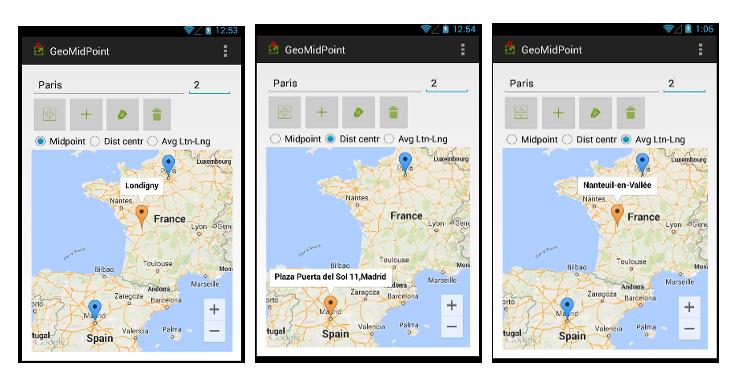 12:53
GeoMidPoint
Paris 2
Midpoint Dist centr Avg Ltn-Lng
Paris Luxembourg
Londigny
Nantes
France
Lyon Gene
Bilbao Toulouse
Marseille
Andorra
Zaragoza Barcelona
Madrid
tugal Valencia Palma
Spain
+
−
12:54
GeoMidPoint
Paris 2
Midpoint Dist centr Avg Ltn-Lng
Luxembourg
Nantes
France
Lyon
Bilbao Toulouse
Plaza Puerta del Sol 11,Madrid
Marseille
Zaragoza Barcelona
Madrid
tugal Valencia Palma
Spain
+
−
1:06
GeoMidPoint
Paris 2
Midpoint Dist centr Avg Ltn-Lng
Luxembourg
Nanteuil-en-Vallée
Nantes
France
Lyon
Bilbao Toulouse
Marseille
Andorra
Zaragoza Barcelona
Madrid
tugal Valencia Palma
Spain
+
−